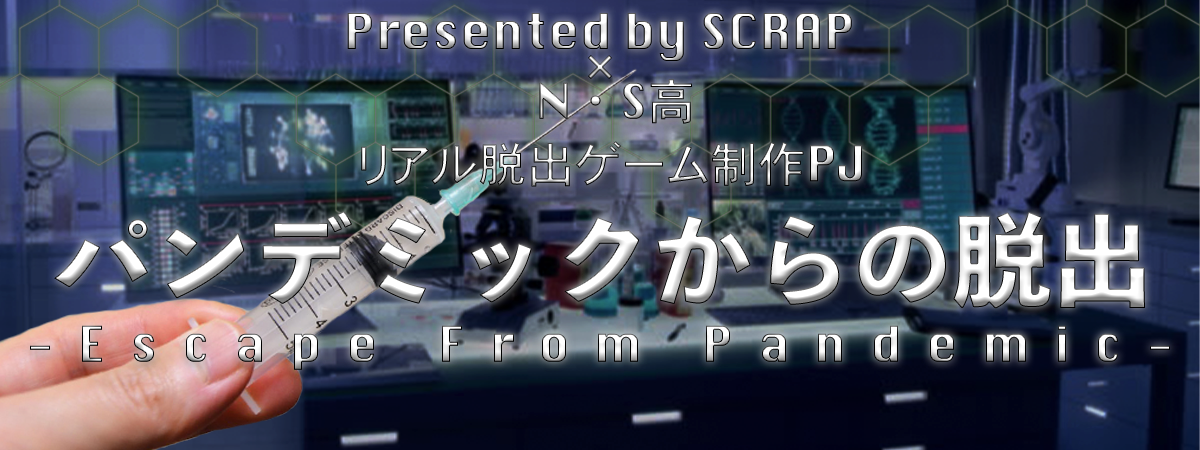 Presented by SCRAP
×
N・S高
リアル脱出ゲーム制作PJ
パンデミックからの脱出
-Escape From Pandemic-